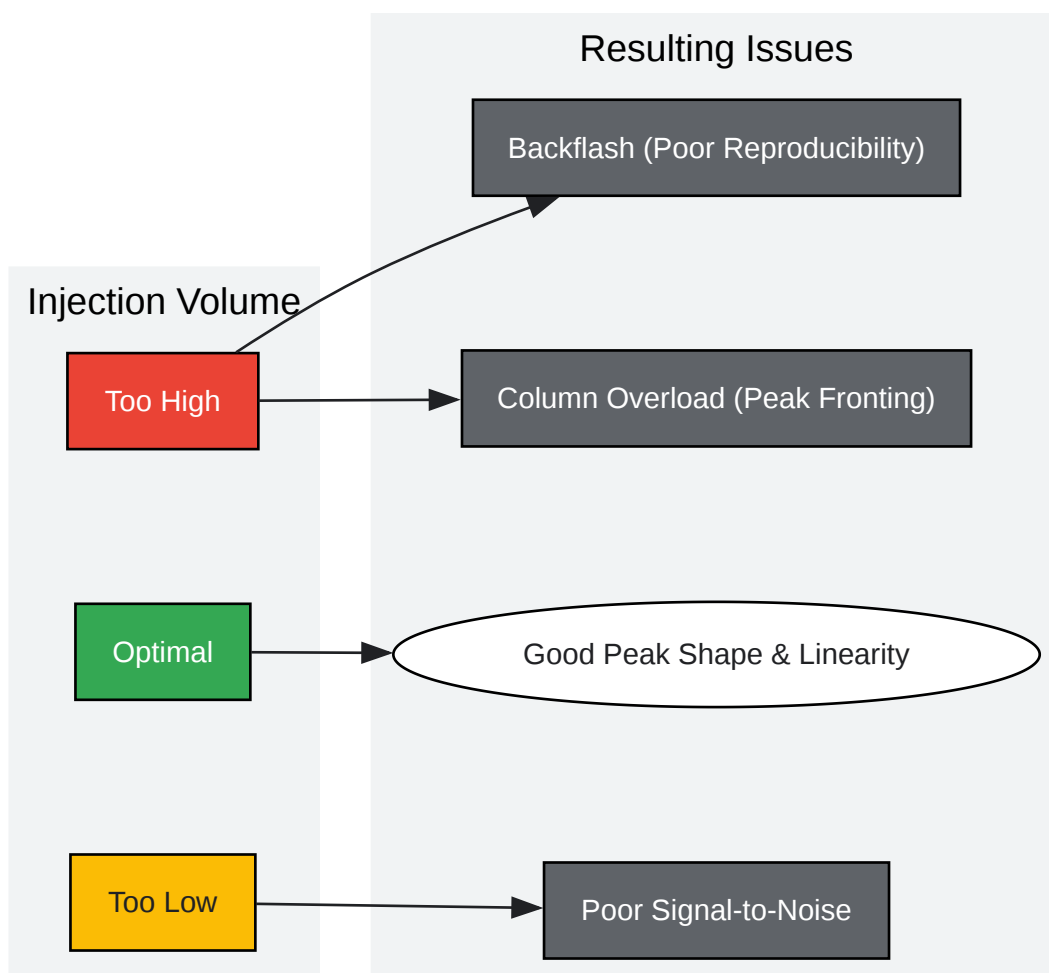 Resulting Issues
Backflash (Poor Reproducibility)
Injection Volume
Too High
Column Overload (Peak Fronting)
Optimal
Good Peak Shape & Linearity
Too Low
Poor Signal-to-Noise